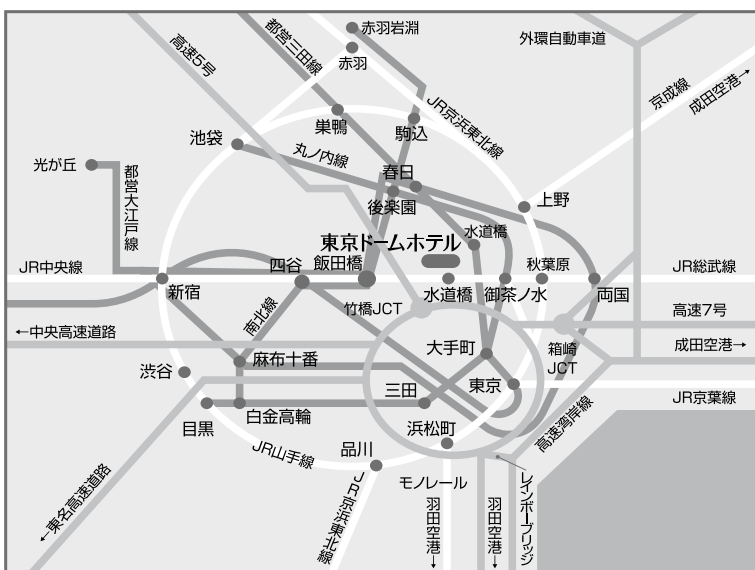 赤羽岩淵
赤羽
外環自動車道
高速5号
都営三田線
JR京浜東北線
京成線
成田空港→
巣鴨
駒込
池袋
丸ノ内線
光が丘
都営大江戸線
春日
後楽園
上野
水道橋
東京ドームホテル
JR中央線
四谷
飯田橋
秋葉原
JR総武線
新宿
水道橋
御茶ノ水
両国
南北線
竹橋JCT
高速7号
←中央高速道路
箱崎
JCT
成田空港→
大手町
麻布十番
渋谷
三田
東京
JR京葉線
目黒
白金高輪
浜松町
高速湾岸線
JR山手線
品川
モノレール
レインボーブリッジ
←東名高速道路
JR京浜東北線
羽田空港→
羽田空港→